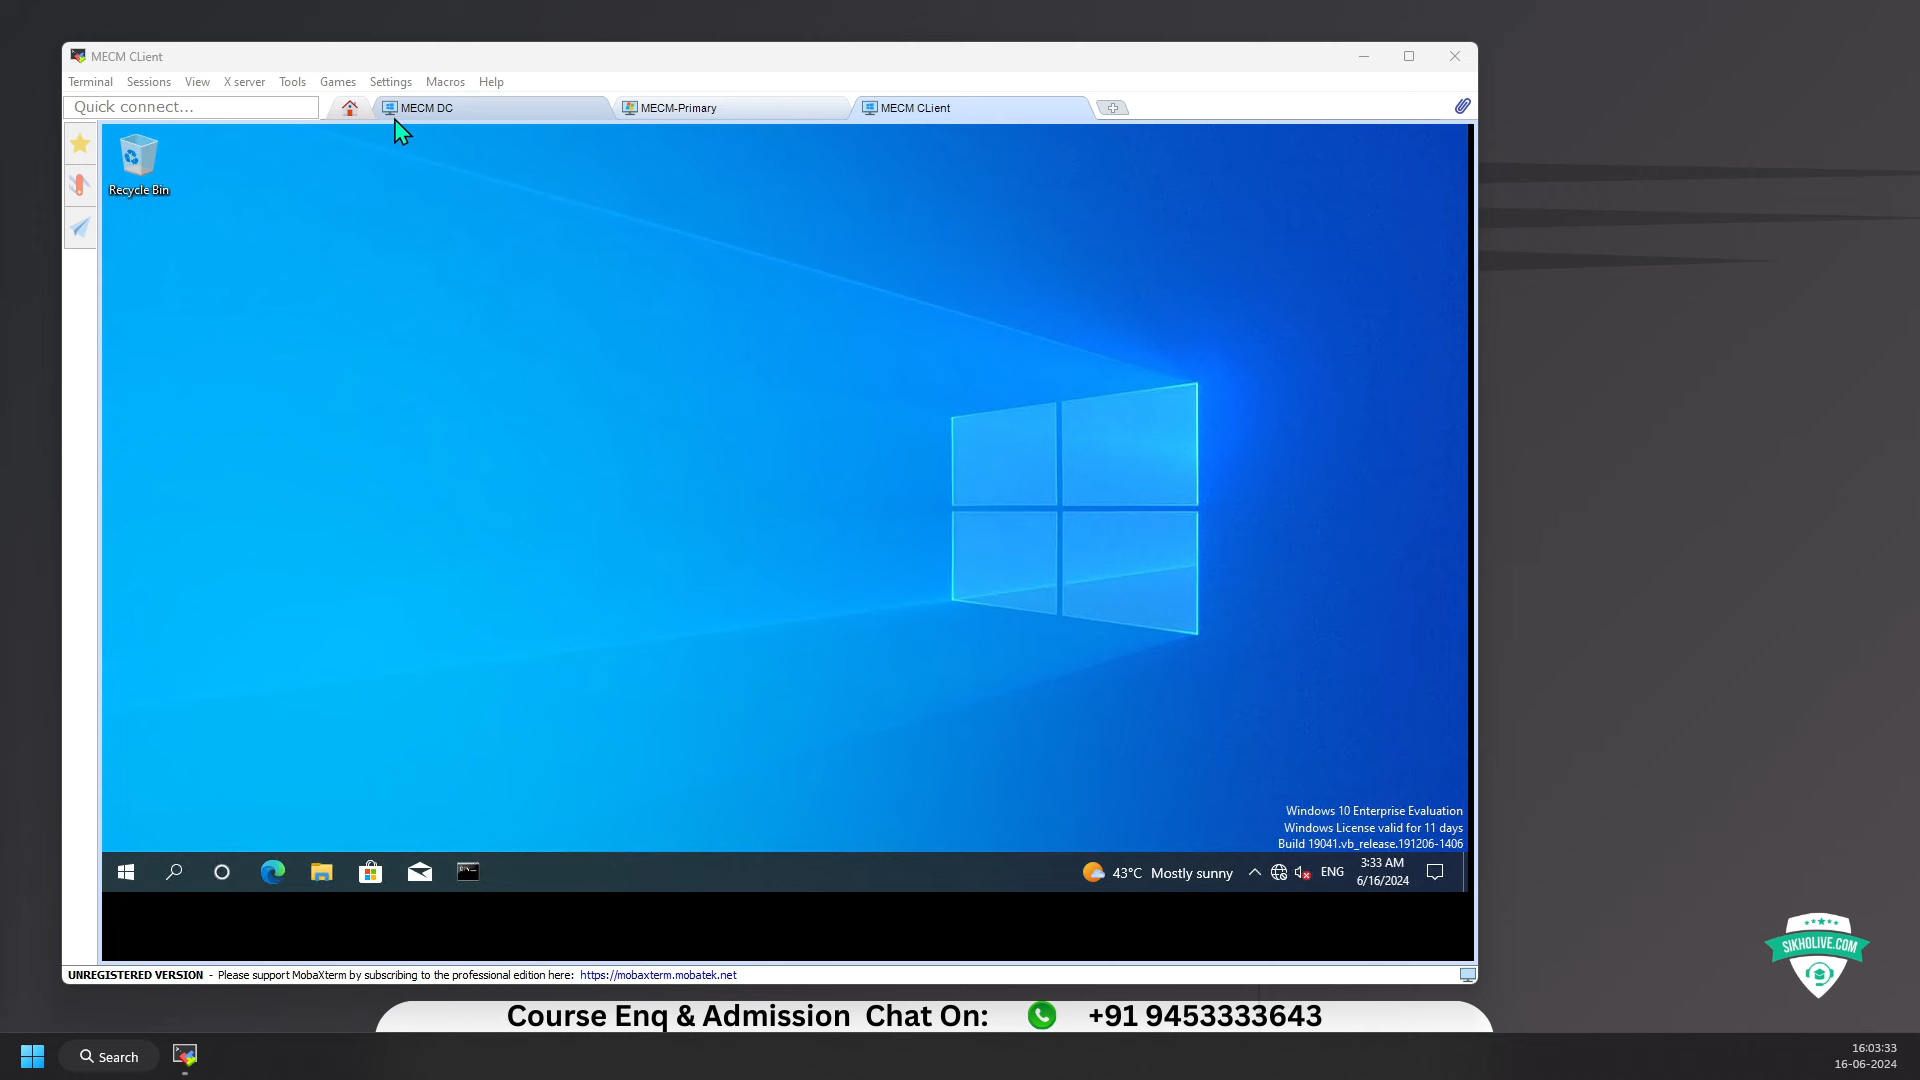 MECM CLient
Terminal Sessions View X server Tools Games Settings Macros Help
Quick connect... MECM DC MECM-Primary MECM CLient
Recycle Bin
Windows 10 Enterprise Evaluation
Windows License valid for 11 days
Build 19041.vb_release.191206-1406
43°C Mostly sunny ENG 3:33 AM
6/16/2024
UNREGISTERED VERSION - Please support MobaXterm by subscribing to the professional edition here: https://mobaxterm.mobatek.net
SIKHOLIVE.COM
Course Enq & Admission Chat On: +91 9453333643
Search 16:03:33
16-06-2024